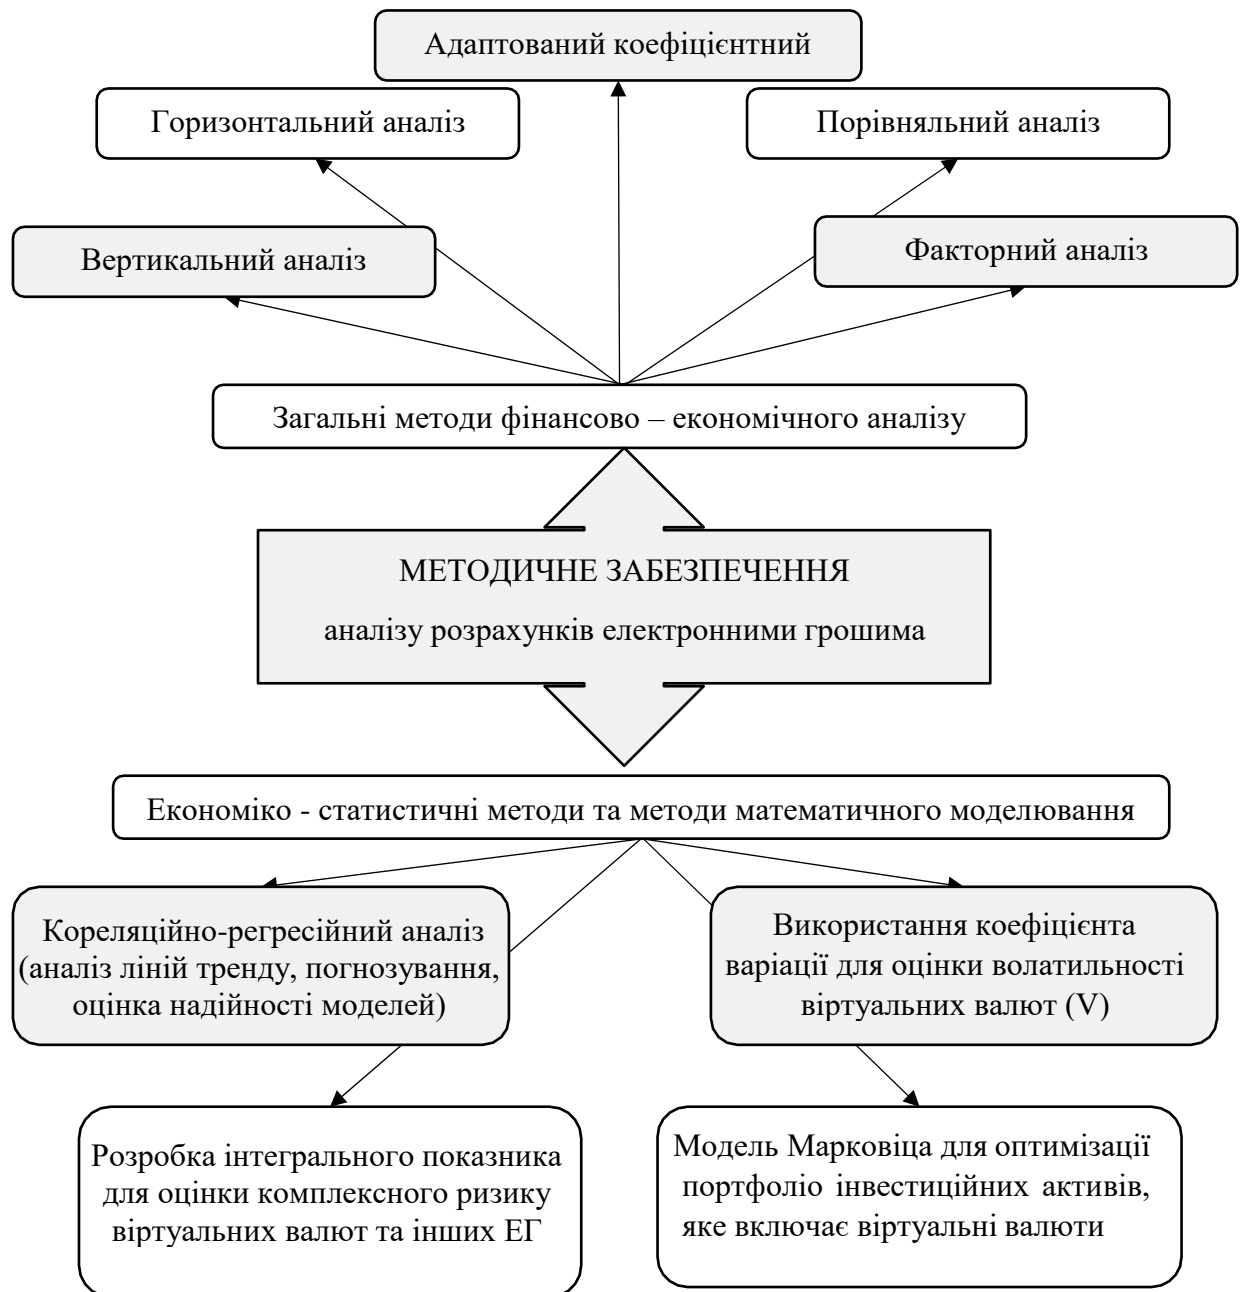 Адаптований коефіцієнтний
Горизонтальний аналіз
Порівняльний аналіз
Вертикальний аналіз
Факторний аналіз
Загальні методи фінансово – економічного аналізу
МЕТОДИЧНЕ ЗАБЕЗПЕЧЕННЯ
аналізу розрахунків електронними грошима
Економіко - статистичні методи та методи математичного моделювання
Кореляційно-регресійний аналіз
(аналіз ліній тренду, погнозування,
оцінка надійності моделей)
Використання коефіцієнта
варіації для оцінки волатильності
віртуальних валют (V)
Розробка інтегрального показника
для оцінки комплексного ризику
віртуальних валют та інших ЕГ
Модель Марковіца для оптимізації
портфоліо інвестиційних активів,
яке включає віртуальні валюти